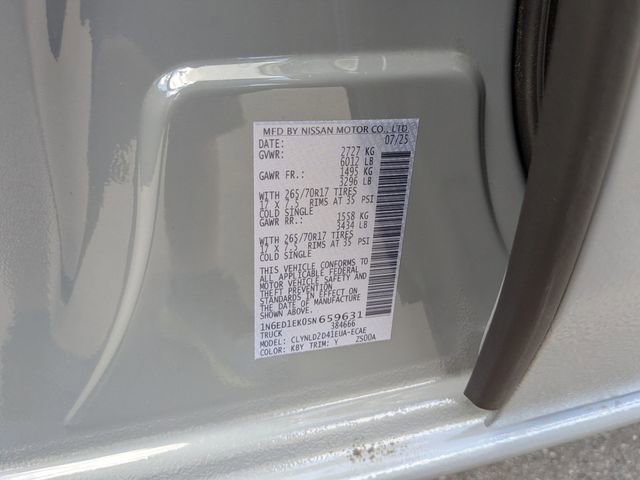 MFD BY NISSAN MOTOR CO., LTD.
DATE: 07/25
GVWR: 2727 KG
6012 LB
GAWR FR.: 1495 KG
3296 LB
WITH 265/70R17 TIRES
17 X 7.5 RIMS AT 35 PSI
COLD SINGLE
GAWR RR.: 1558 KG
3434 LB
WITH 265/70R17 TIRES
17 X 7.5 RIMS AT 35 PSI
COLD SINGLE
THIS VEHICLE CONFORMS TO
ALL APPLICABLE FEDERAL
MOTOR VEHICLE SAFETY AND
THEFT PREVENTION
STANDARDS IN EFFECT ON
THE DATE OF MANUFACTURE
SHOWN ABOVE.
1N6ED1EK0SN659631
TRUCK 384666
MODEL: CLYNLD2D41EUA-ECAE
COLOR: KBY TRIM: Y ZSOOA